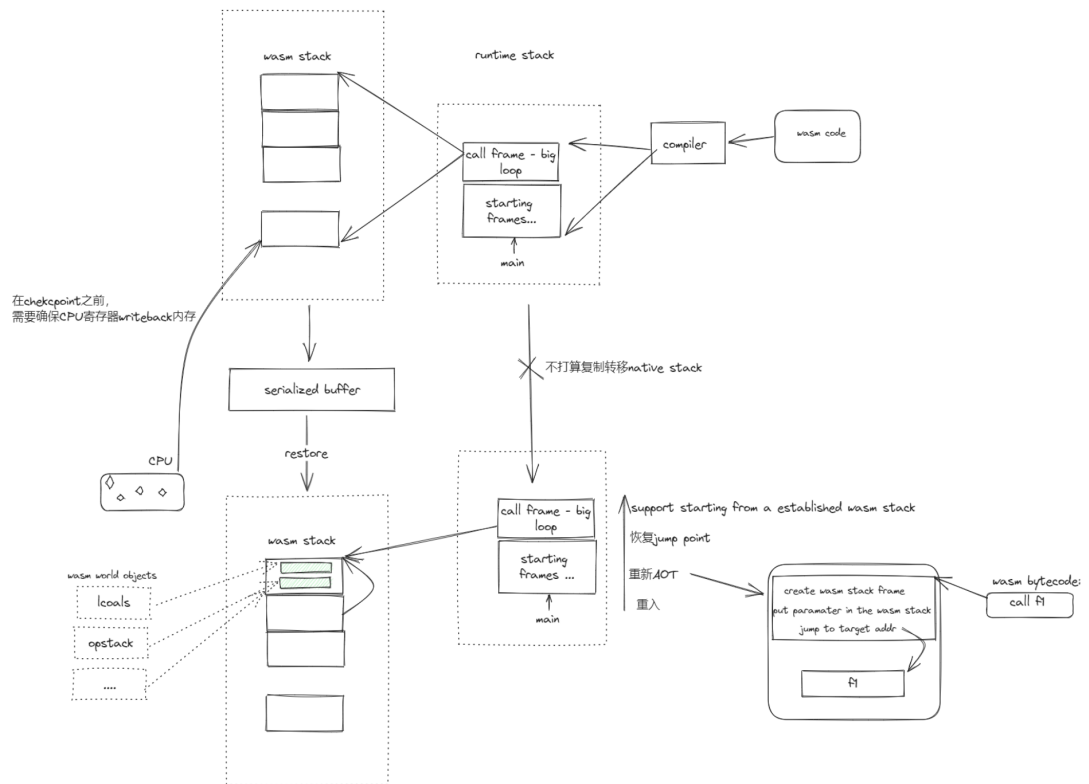 wasm stack
runtime stack
call frame - big
loop
starting
frames...
main
compiler
wasm code
在chekcpoint之前,
需要确保CPU寄存器writeback内存
不打算复制转移native stack
serialized buffer
restore
CPU
wasm stack
call frame - big
loop
starting
frames ...
main
support starting from a established wasm stack
恢复jump point
重新AOT
重入
create wasm stack frame
put paramater in the wasm stack
jump to target addr
f1
wasm bytecode:
call f1
wasm world objects
lcoals
opstack
....